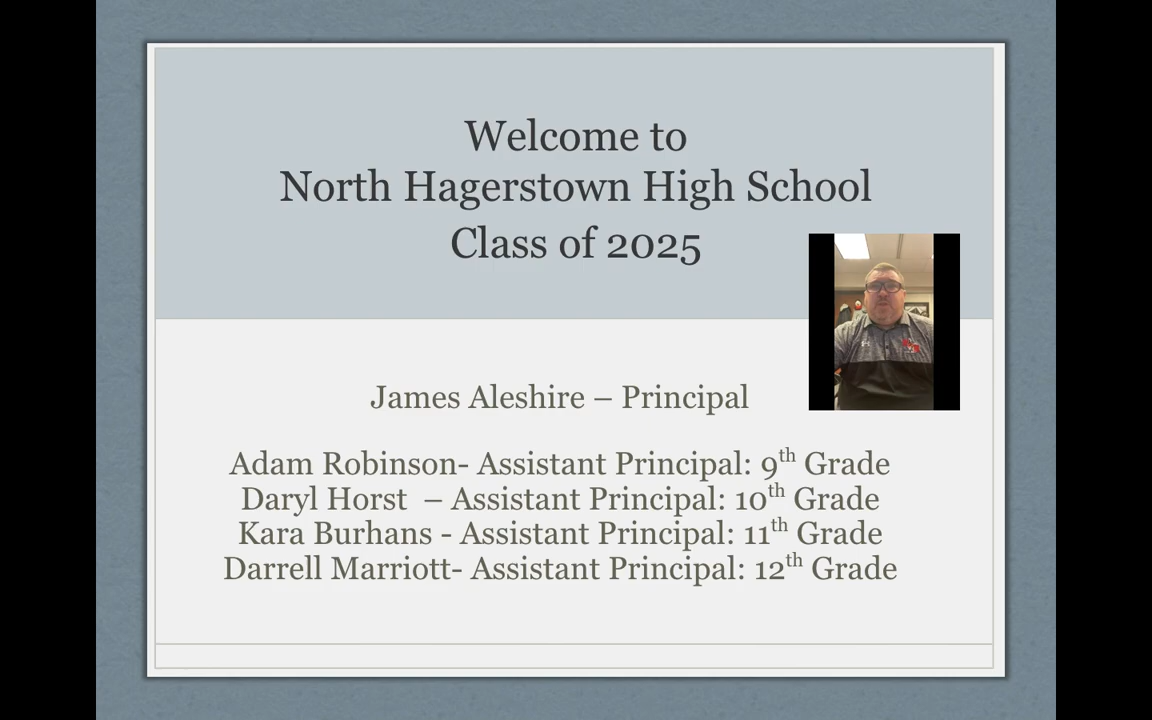 Welcome to
North Hagerstown High School
Class of 2025
James Aleshire – Principal
Adam Robinson- Assistant Principal: 9th Grade
Daryl Horst – Assistant Principal: 10th Grade
Kara Burhans - Assistant Principal: 11th Grade
Darrell Marriott- Assistant Principal: 12th Grade